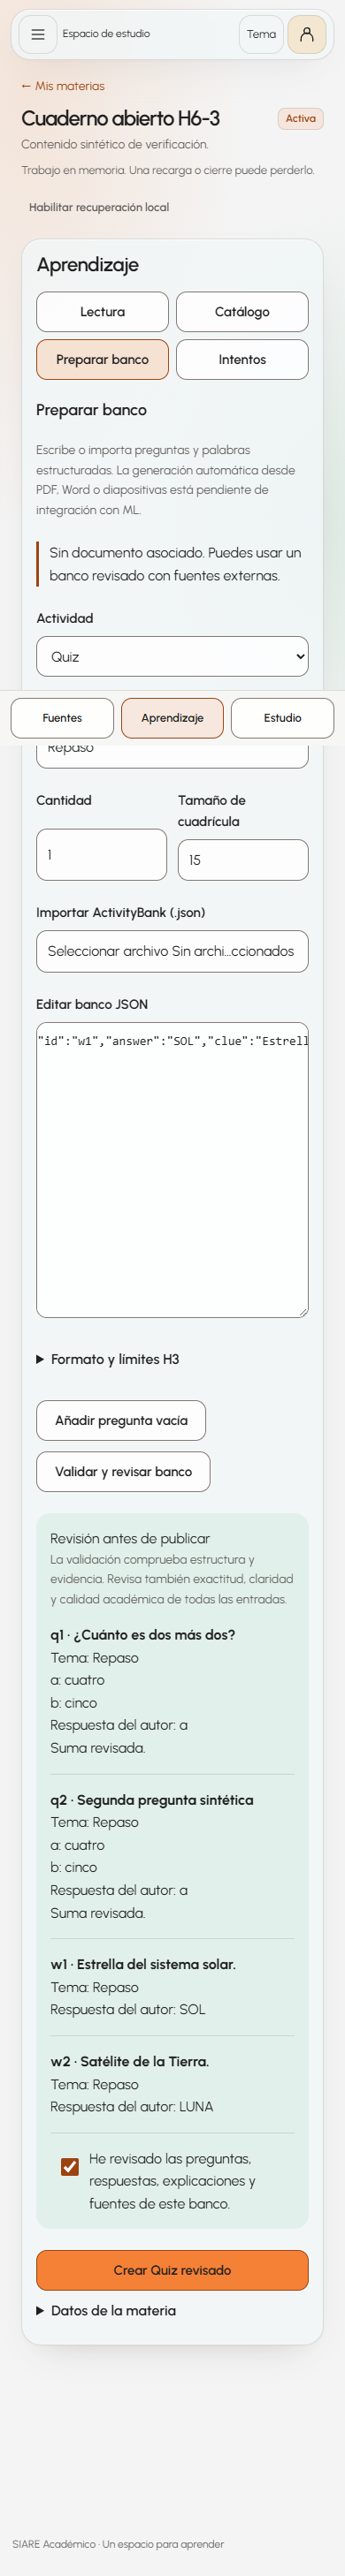 Espacio de estudio
Tema
← Mis materias
Cuaderno abierto H6-3
Activa
Contenido sintético de verificación.
Trabajo en memoria. Una recarga o cierre puede perderlo.
Habilitar recuperación local
Aprendizaje
Lectura
Catálogo
Preparar banco
Intentos
Preparar banco
Escribe o importa preguntas y palabras
estructuradas. La generación automática desde
PDF, Word o diapositivas está pendiente de
integración con ML.
Sin documento asociado. Puedes usar un
banco revisado con fuentes externas.
Actividad
Quiz
Fuentes
Aprendizaje
Estudio
Repaso
Cantidad
Tamaño de
cuadrícula
1
15
Importar ActivityBank (.json)
Seleccionar archivo Sin archi...ccionados
Editar banco JSON
"id":"w1","answer":"SOL","clue":"Estrell
Formato y límites H3
Añadir pregunta vacía
Validar y revisar banco
Revisión antes de publicar
La validación comprueba estructura y
evidencia. Revisa también exactitud, claridad
y calidad académica de todas las entradas.
q1 · ¿Cuánto es dos más dos?
Tema: Repaso
a: cuatro
b: cinco
Respuesta del autor: a
Suma revisada.
q2 · Segunda pregunta sintética
Tema: Repaso
a: cuatro
b: cinco
Respuesta del autor: a
Suma revisada.
w1 · Estrella del sistema solar.
Tema: Repaso
Respuesta del autor: SOL
w2 · Satélite de la Tierra.
Tema: Repaso
Respuesta del autor: LUNA
He revisado las preguntas,
respuestas, explicaciones y
fuentes de este banco.
Crear Quiz revisado
Datos de la materia
SIARE Académico · Un espacio para aprender